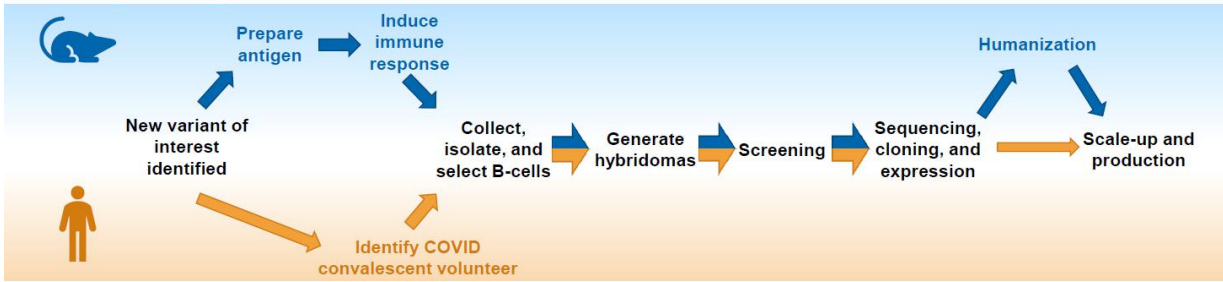 Prepare
antigen
Induce
immune
response
Humanization
New variant of
interest
identified
Collect,
isolate, and
select B-cells
Generate
hybridomas
Screening
Sequencing,
cloning, and
expression
Scale-up and
production
Identify COVID
convalescent volunteer